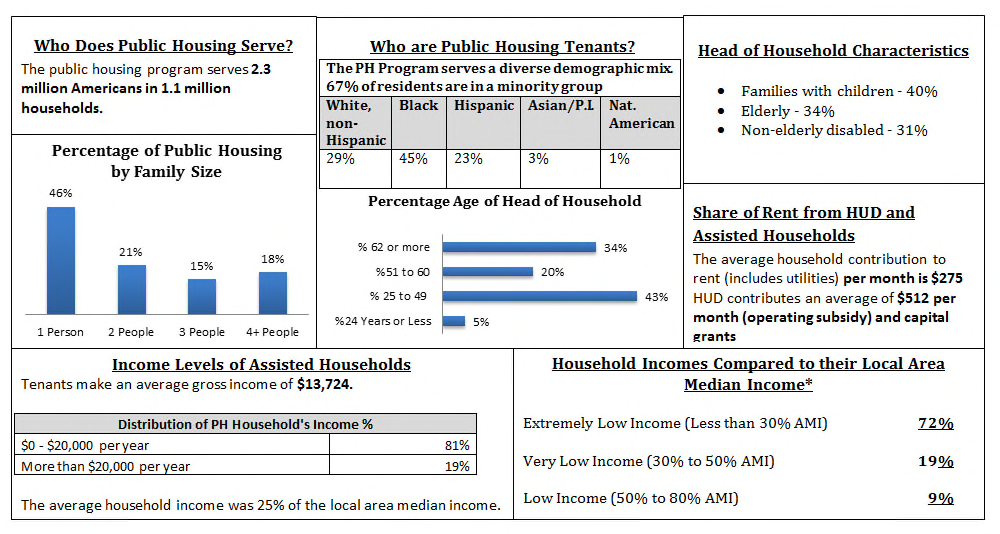 Who Does Public Housing Serve?
The public housing program serves 2.3
million Americans in 1.1 million
households.
Percentage of Public Housing
by Family Size
46%
21%
15%
18%
1 Person
2 People
3 People
4+ People
Who are Public Housing Tenants?
The PH Program serves a diverse demographic mix.
67% of residents are in a minority group
White,
non-
Hispanic
Black
Hispanic
Asian/P.I.
Nat.
American
29%
45%
23%
3%
1%
Percentage Age of Head of Household
% 62 or more
34%
%51 to 60
20%
% 25 to 49
43%
%24 Years or Less
5%
Head of Household Characteristics
• Families with children - 40%
• Elderly - 34%
• Non-elderly disabled - 31%
Share of Rent from HUD and
Assisted Households
The average household contribution to
rent (includes utilities) per month is $275
HUD contributes an average of $512 per
month (operating subsidy) and capital
grants
Income Levels of Assisted Households
Tenants make an average gross income of $13,724.
Distribution of PH Household's Income %
$0 - $20,000 per year 81%
More than $20,000 per year 19%
The average household income was 25% of the local area median income.
Household Incomes Compared to their Local Area
Median Income*
Extremely Low Income (Less than 30% AMI) 72%
Very Low Income (30% to 50% AMI) 19%
Low Income (50% to 80% AMI) 9%